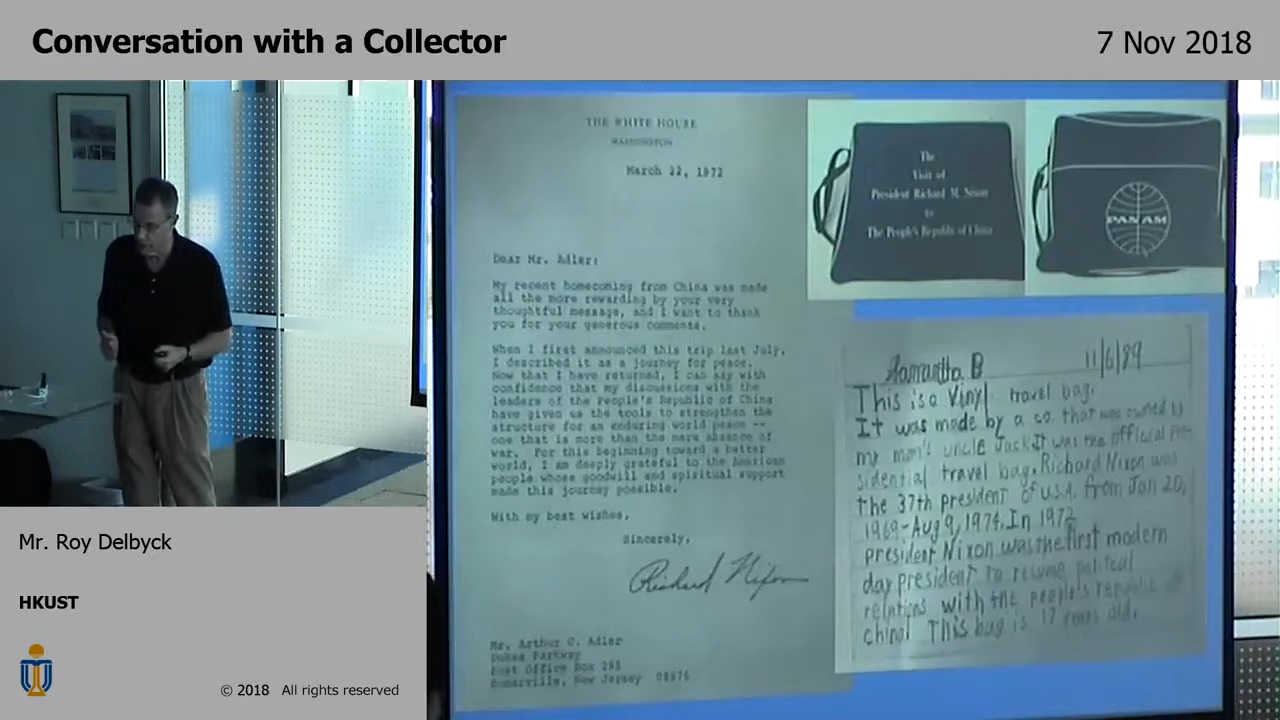 Conversation with a Collector
7 Nov 2018
THE WHITE HOUSE
WASHINGTON
March 22, 1972
Dear Mr. Adler:
My recent homecoming from China was made
all the more rewarding by your very
thoughtful message, and I want to thank
you for your generous comments.
When I first announced this trip last July,
I described it as a journey for peace.
Now that I have returned, I can say with
confidence that my discussions with the
leaders of the People's Republic of China
have given us the tools to strengthen the
structure for an enduring world peace --
one that is more than the mere absence of
war. For this beginning toward a better
world, I am deeply grateful to the American
people whose goodwill and spiritual support
made this journey possible.
With my best wishes,
Sincerely,
Richard Nixon
Mr. Arthur C. Adler
Dukes Parkway
Post Office Box 295
Somerville, New Jersey 08876
The
Visit of
President Richard M. Nixon
to
The People's Republic of China
PAN AM
Samantha B 11/6/89
This is a Vinyl travel bag.
It was made by a co. that was owned by
my mom's uncle Jack. It was the official pre-
sidential travel bag. Richard Nixon was
the 37th president of U.S.A. from Jan 20,
1969-Aug 9, 1974. In 1972
president Nixon was the first modern
day president to resume political
relations with the people's republic of
china! This bag is 17 years old.
Mr. Roy Delbyck
HKUST
© 2018 All rights reserved